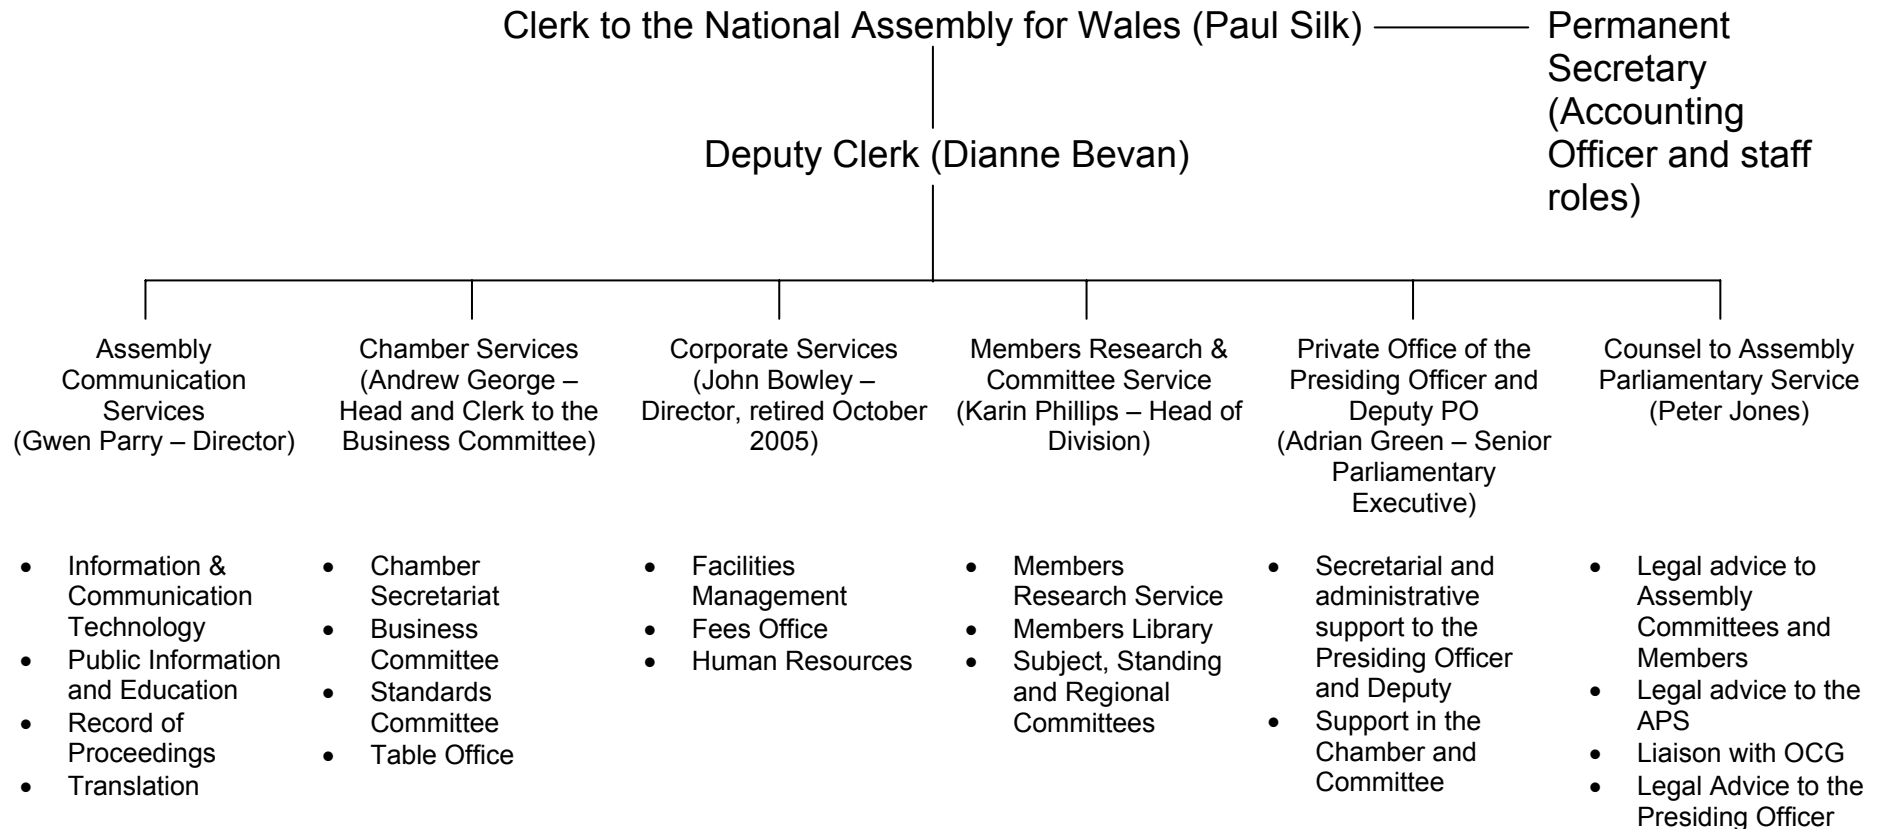 Clerk to the National Assembly for Wales (Paul Silk)
Permanent
Secretary
(Accounting
Officer and staff
roles)
Deputy Clerk (Dianne Bevan)
Assembly
Communication
Services
(Gwen Parry – Director)
Chamber Services
(Andrew George –
Head and Clerk to the
Business Committee)
Corporate Services
(John Bowley –
Director, retired October
2005)
Members Research &
Committee Service
(Karin Phillips – Head of
Division)
Private Office of the
Presiding Officer and
Deputy PO
(Adrian Green – Senior
Parliamentary
Executive)
Counsel to Assembly
Parliamentary Service
(Peter Jones)
• Information &
Communication
Technology
• Public Information
and Education
• Record of
Proceedings
• Translation
• Chamber
Secretariat
• Business
Committee
• Standards
Committee
• Table Office
• Facilities
Management
• Fees Office
• Human Resources
• Members
Research Service
• Members Library
• Subject, Standing
and Regional
Committees
• Secretarial and
administrative
support to the
Presiding Officer
and Deputy
• Support in the
Chamber and
Committee
• Legal advice to
Assembly
Committees and
Members
• Legal advice to the
APS
• Liaison with OCG
• Legal Advice to the
Presiding Officer